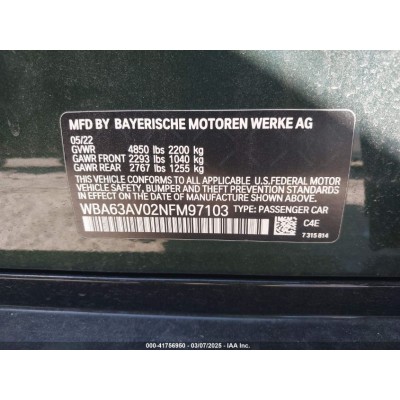 MFD BY BAYERISCHE MOTOREN WERKE AG
05/22
GVWR 4850 lbs 2200 kg
GAWR FRONT 2293 lbs 1040 kg
GAWR REAR 2767 lbs 1255 kg
THIS VEHICLE CONFORMS TO ALL APPLICABLE U.S. FEDERAL MOTOR
VEHICLE SAFETY, BUMPER AND THEFT PREVENTION STANDARDS
IN EFFECT ON THE DATE OF MANUFACTURE SHOWN ABOVE.
WBA63AV02NFM97103 TYPE: PASSENGER CAR
C4E
7 315 814
000-41756950 | 03/07/2025 | IAA Inc.